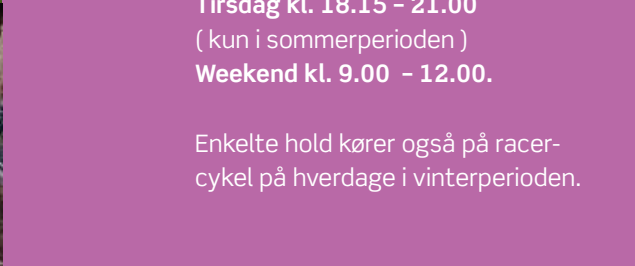 Tirsdag kl. 18.15 – 21.00
( kun i sommerperioden )
Weekend kl. 9.00 – 12.00.
Enkelte hold kører også på racer-
cykel på hverdage i vinterperioden.